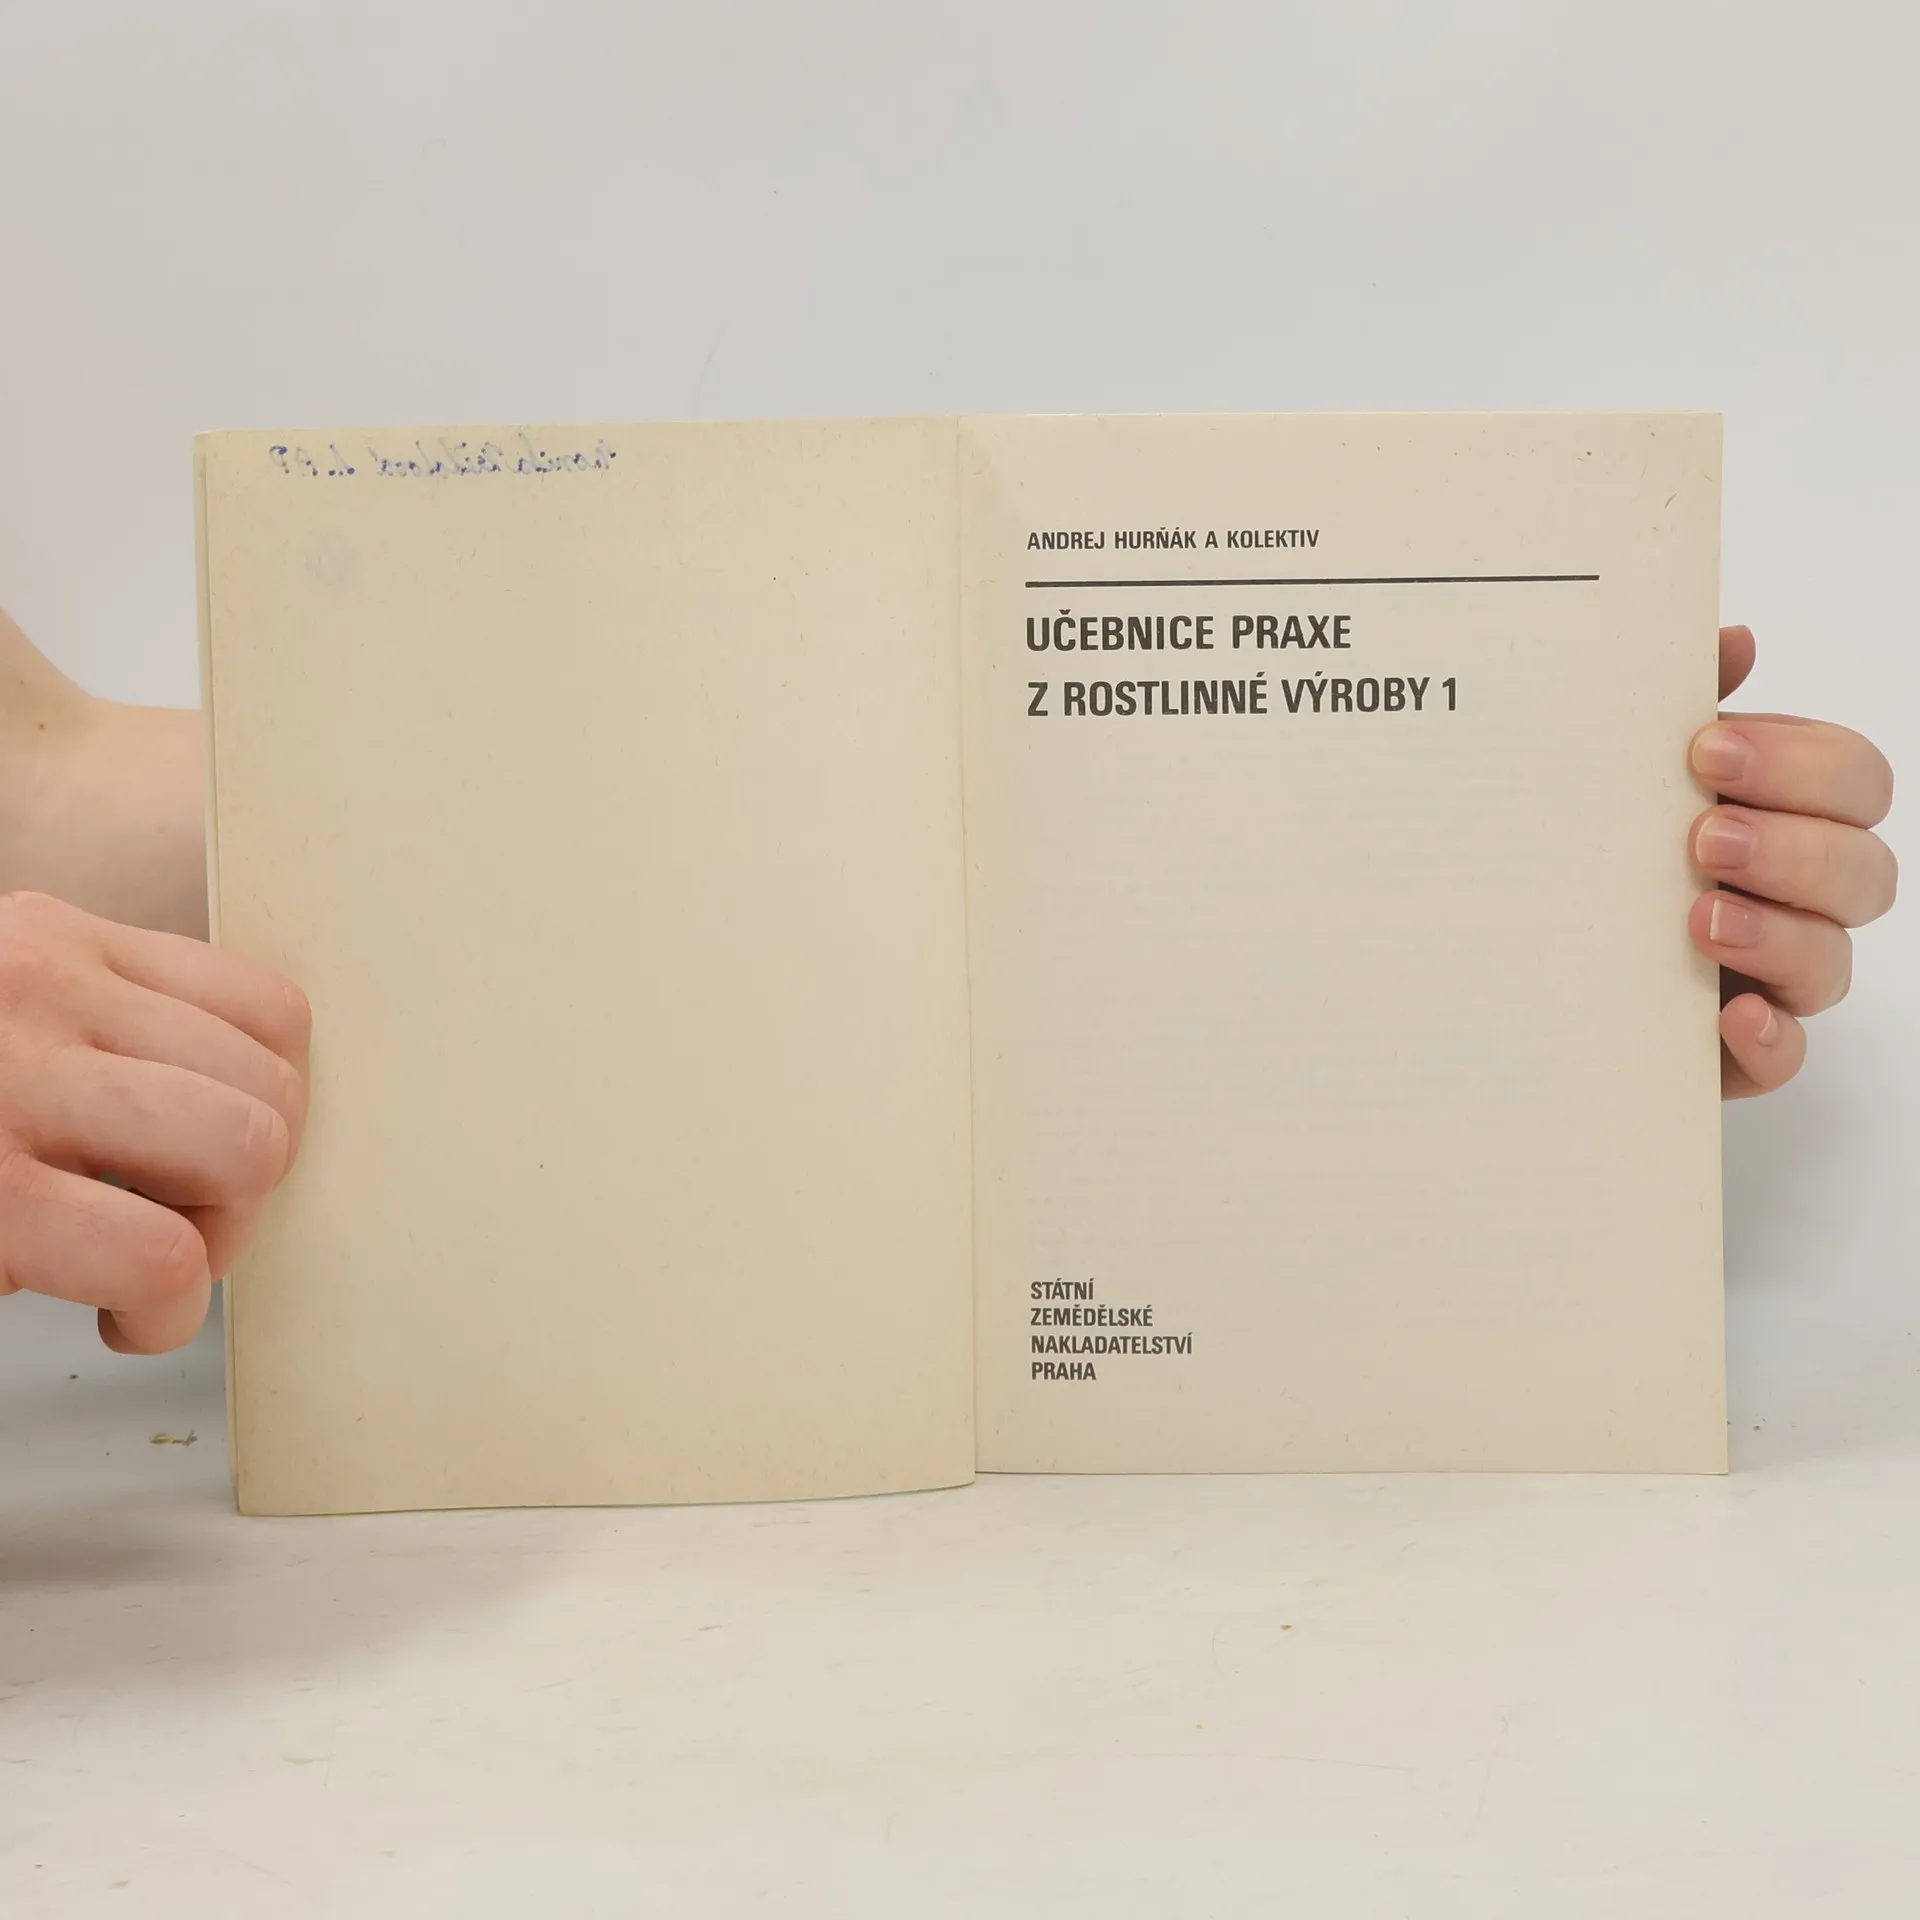 ANDREJ HURŇÁK A KOLEKTIV
UČEBNICE PRAXE
Z ROSTLINNÉ VÝROBY 1
STÁTNÍ
ZEMĚDĚLSKÉ
NAKLADATELSTVÍ
PRAHA